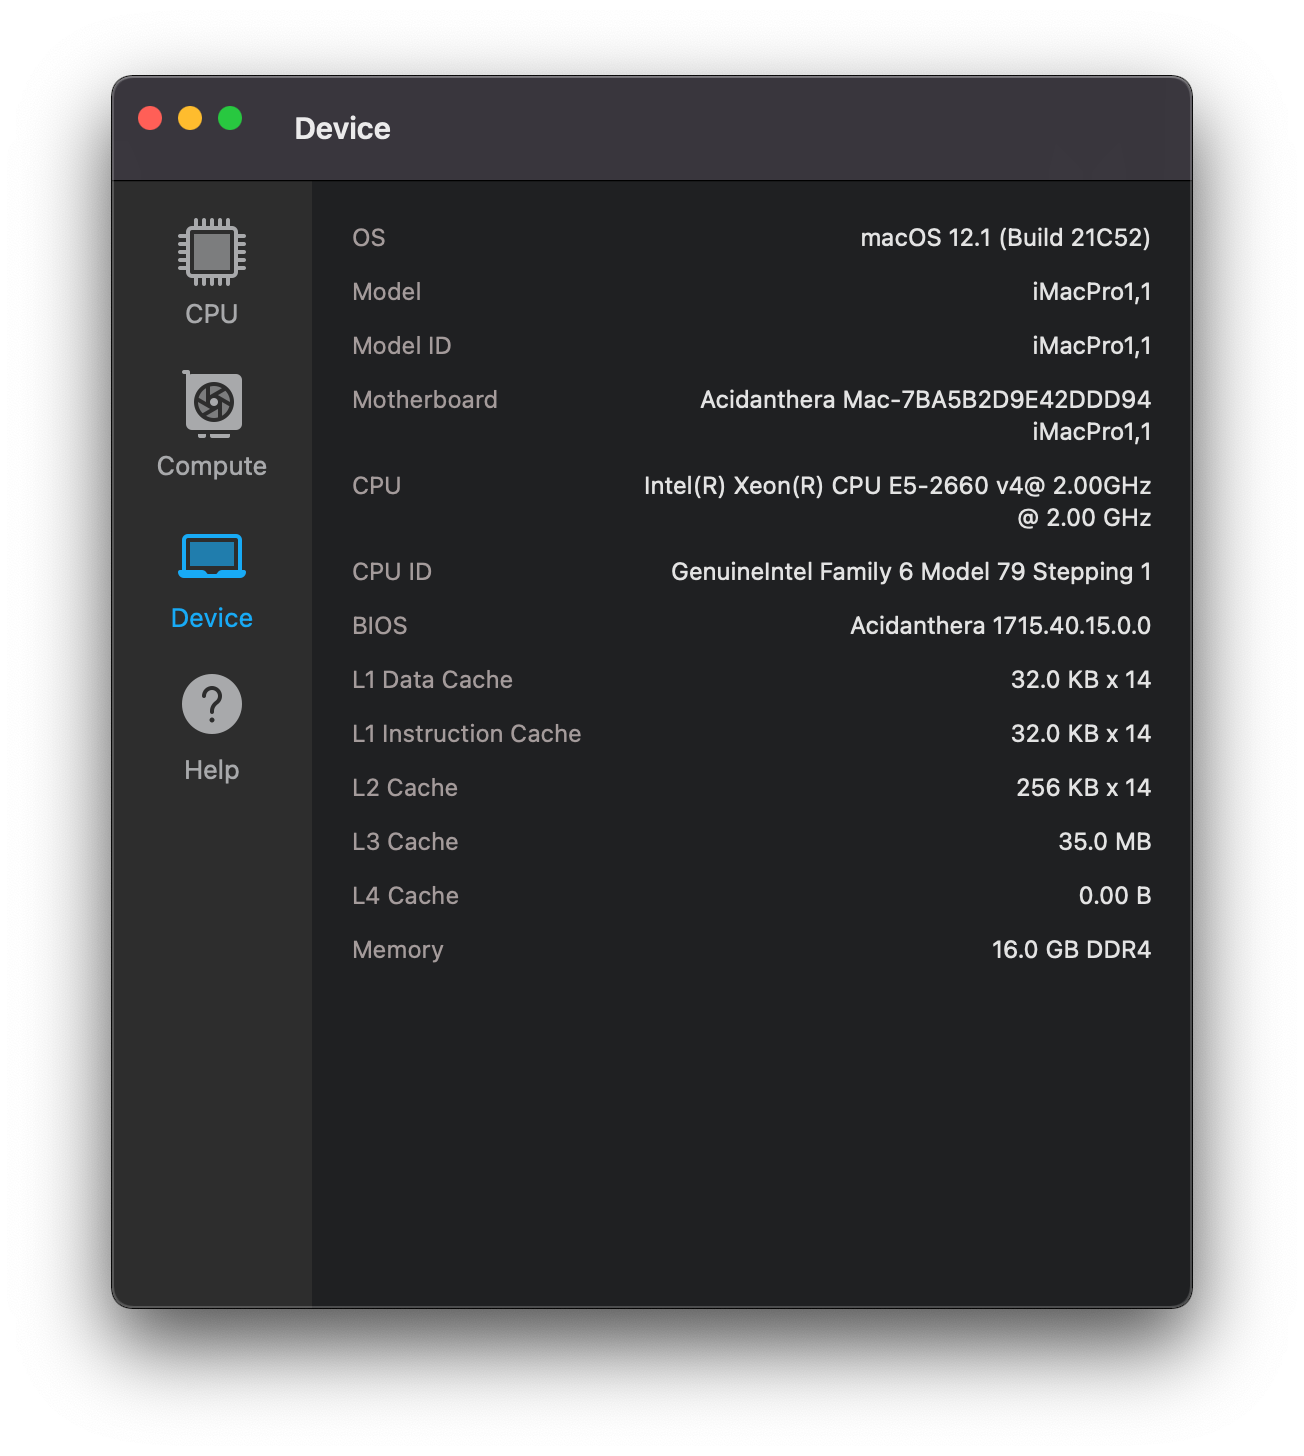 Device
CPU
Compute
Device
Help
OS macOS 12.1 (Build 21C52)
Model iMacPro1,1
Model ID iMacPro1,1
Motherboard Acidanthera Mac-7BA5B2D9E42DDD94
iMacPro1,1
CPU Intel(R) Xeon(R) CPU E5-2660 v4@ 2.00GHz
@ 2.00 GHz
CPU ID GenuineIntel Family 6 Model 79 Stepping 1
BIOS Acidanthera 1715.40.15.0.0
L1 Data Cache 32.0 KB x 14
L1 Instruction Cache 32.0 KB x 14
L2 Cache 256 KB x 14
L3 Cache 35.0 MB
L4 Cache 0.00 B
Memory 16.0 GB DDR4